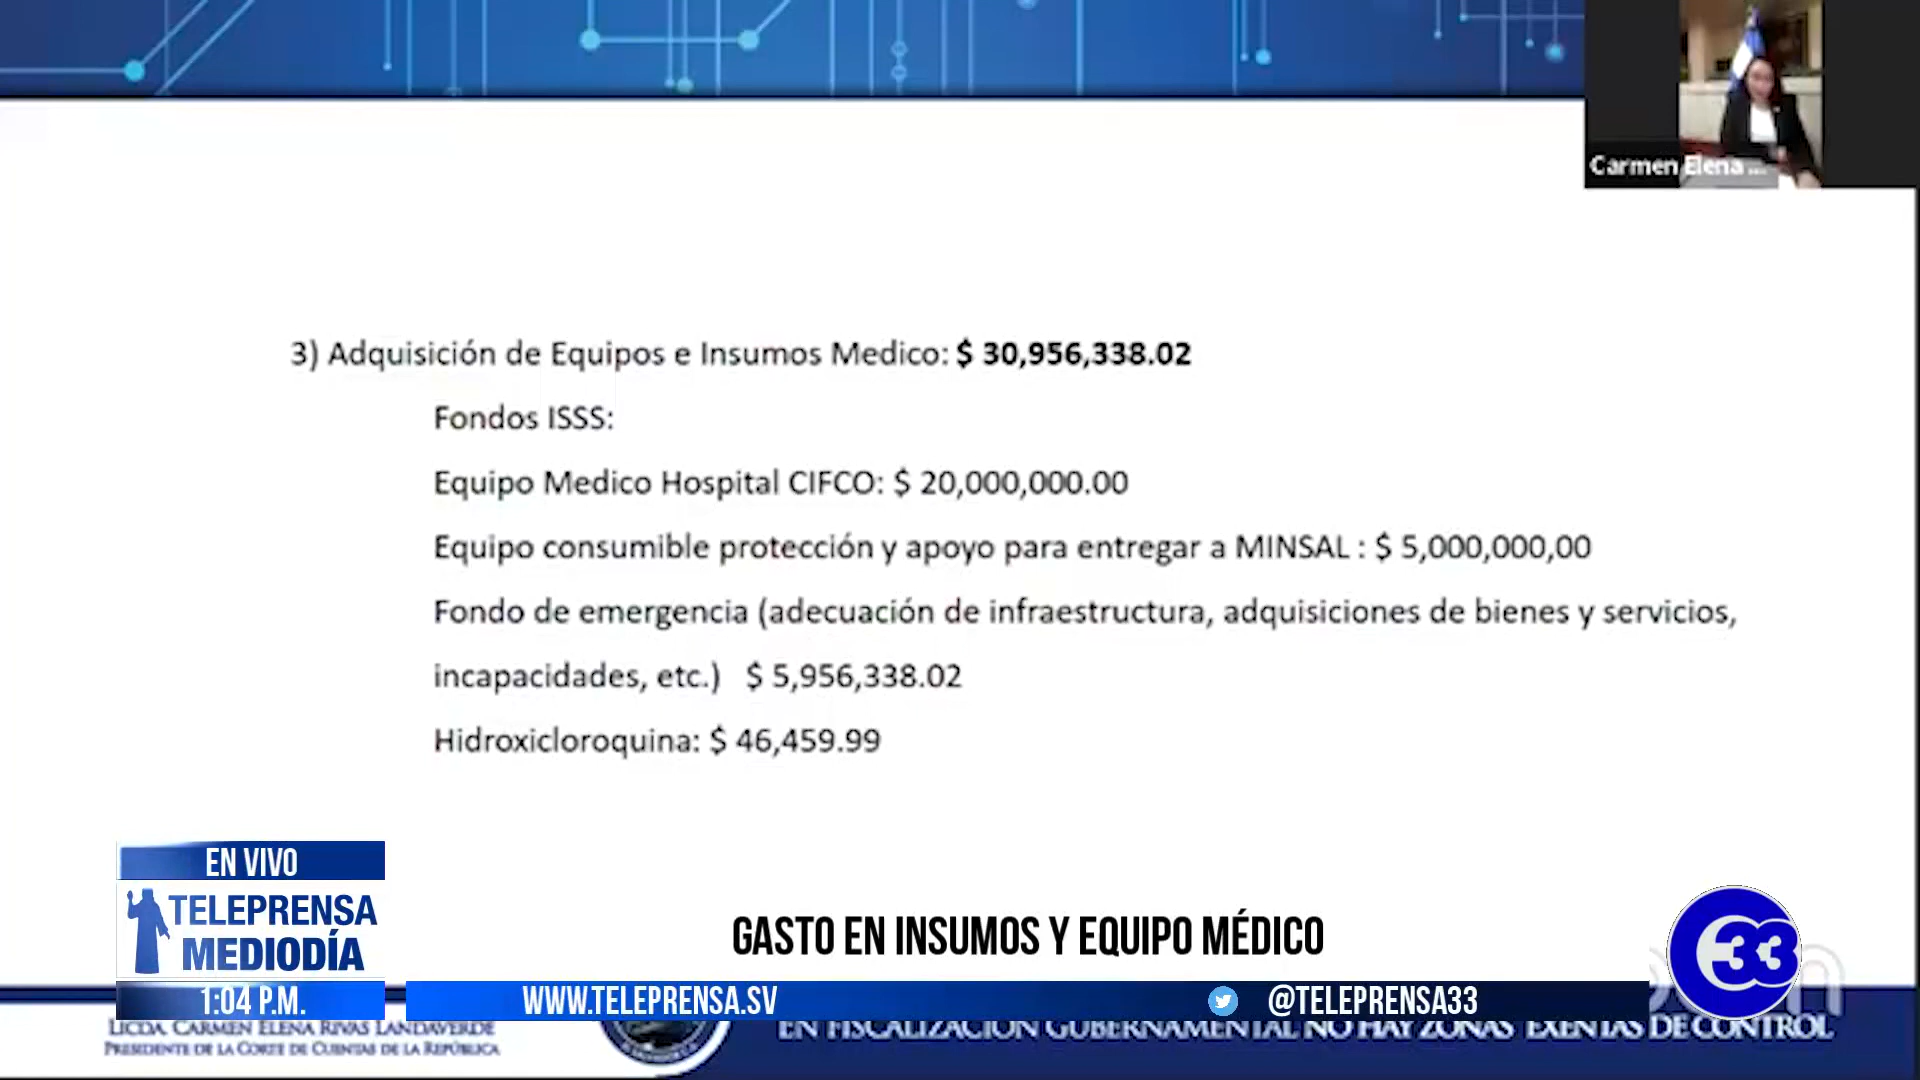 Carmen Elena ...
3) Adquisición de Equipos e Insumos Medico: $ 30,956,338.02
Fondos ISSS:
Equipo Medico Hospital CIFCO: $ 20,000,000.00
Equipo consumible protección y apoyo para entregar a MINSAL : $ 5,000,000,00
Fondo de emergencia (adecuación de infraestructura, adquisiciones de bienes y servicios,
incapacidades, etc.) $ 5,956,338.02
Hidroxicloroquina: $ 46,459.99
EN VIVO
TELEPRENSA
MEDIODÍA
GASTO EN INSUMOS Y EQUIPO MÉDICO
33
1:04 P.M.
WWW.TELEPRENSA.SV
@TELEPRENSA33
LICDA. CARMEN ELENA RIVAS LANDAVERDE
PRESIDENTE DE LA CORTE DE CUENTAS DE LA REPÚBLICA
EN FISCALIZACIÓN GUBERNAMENTAL NO HAY ZONAS EXENTAS DE CONTROL